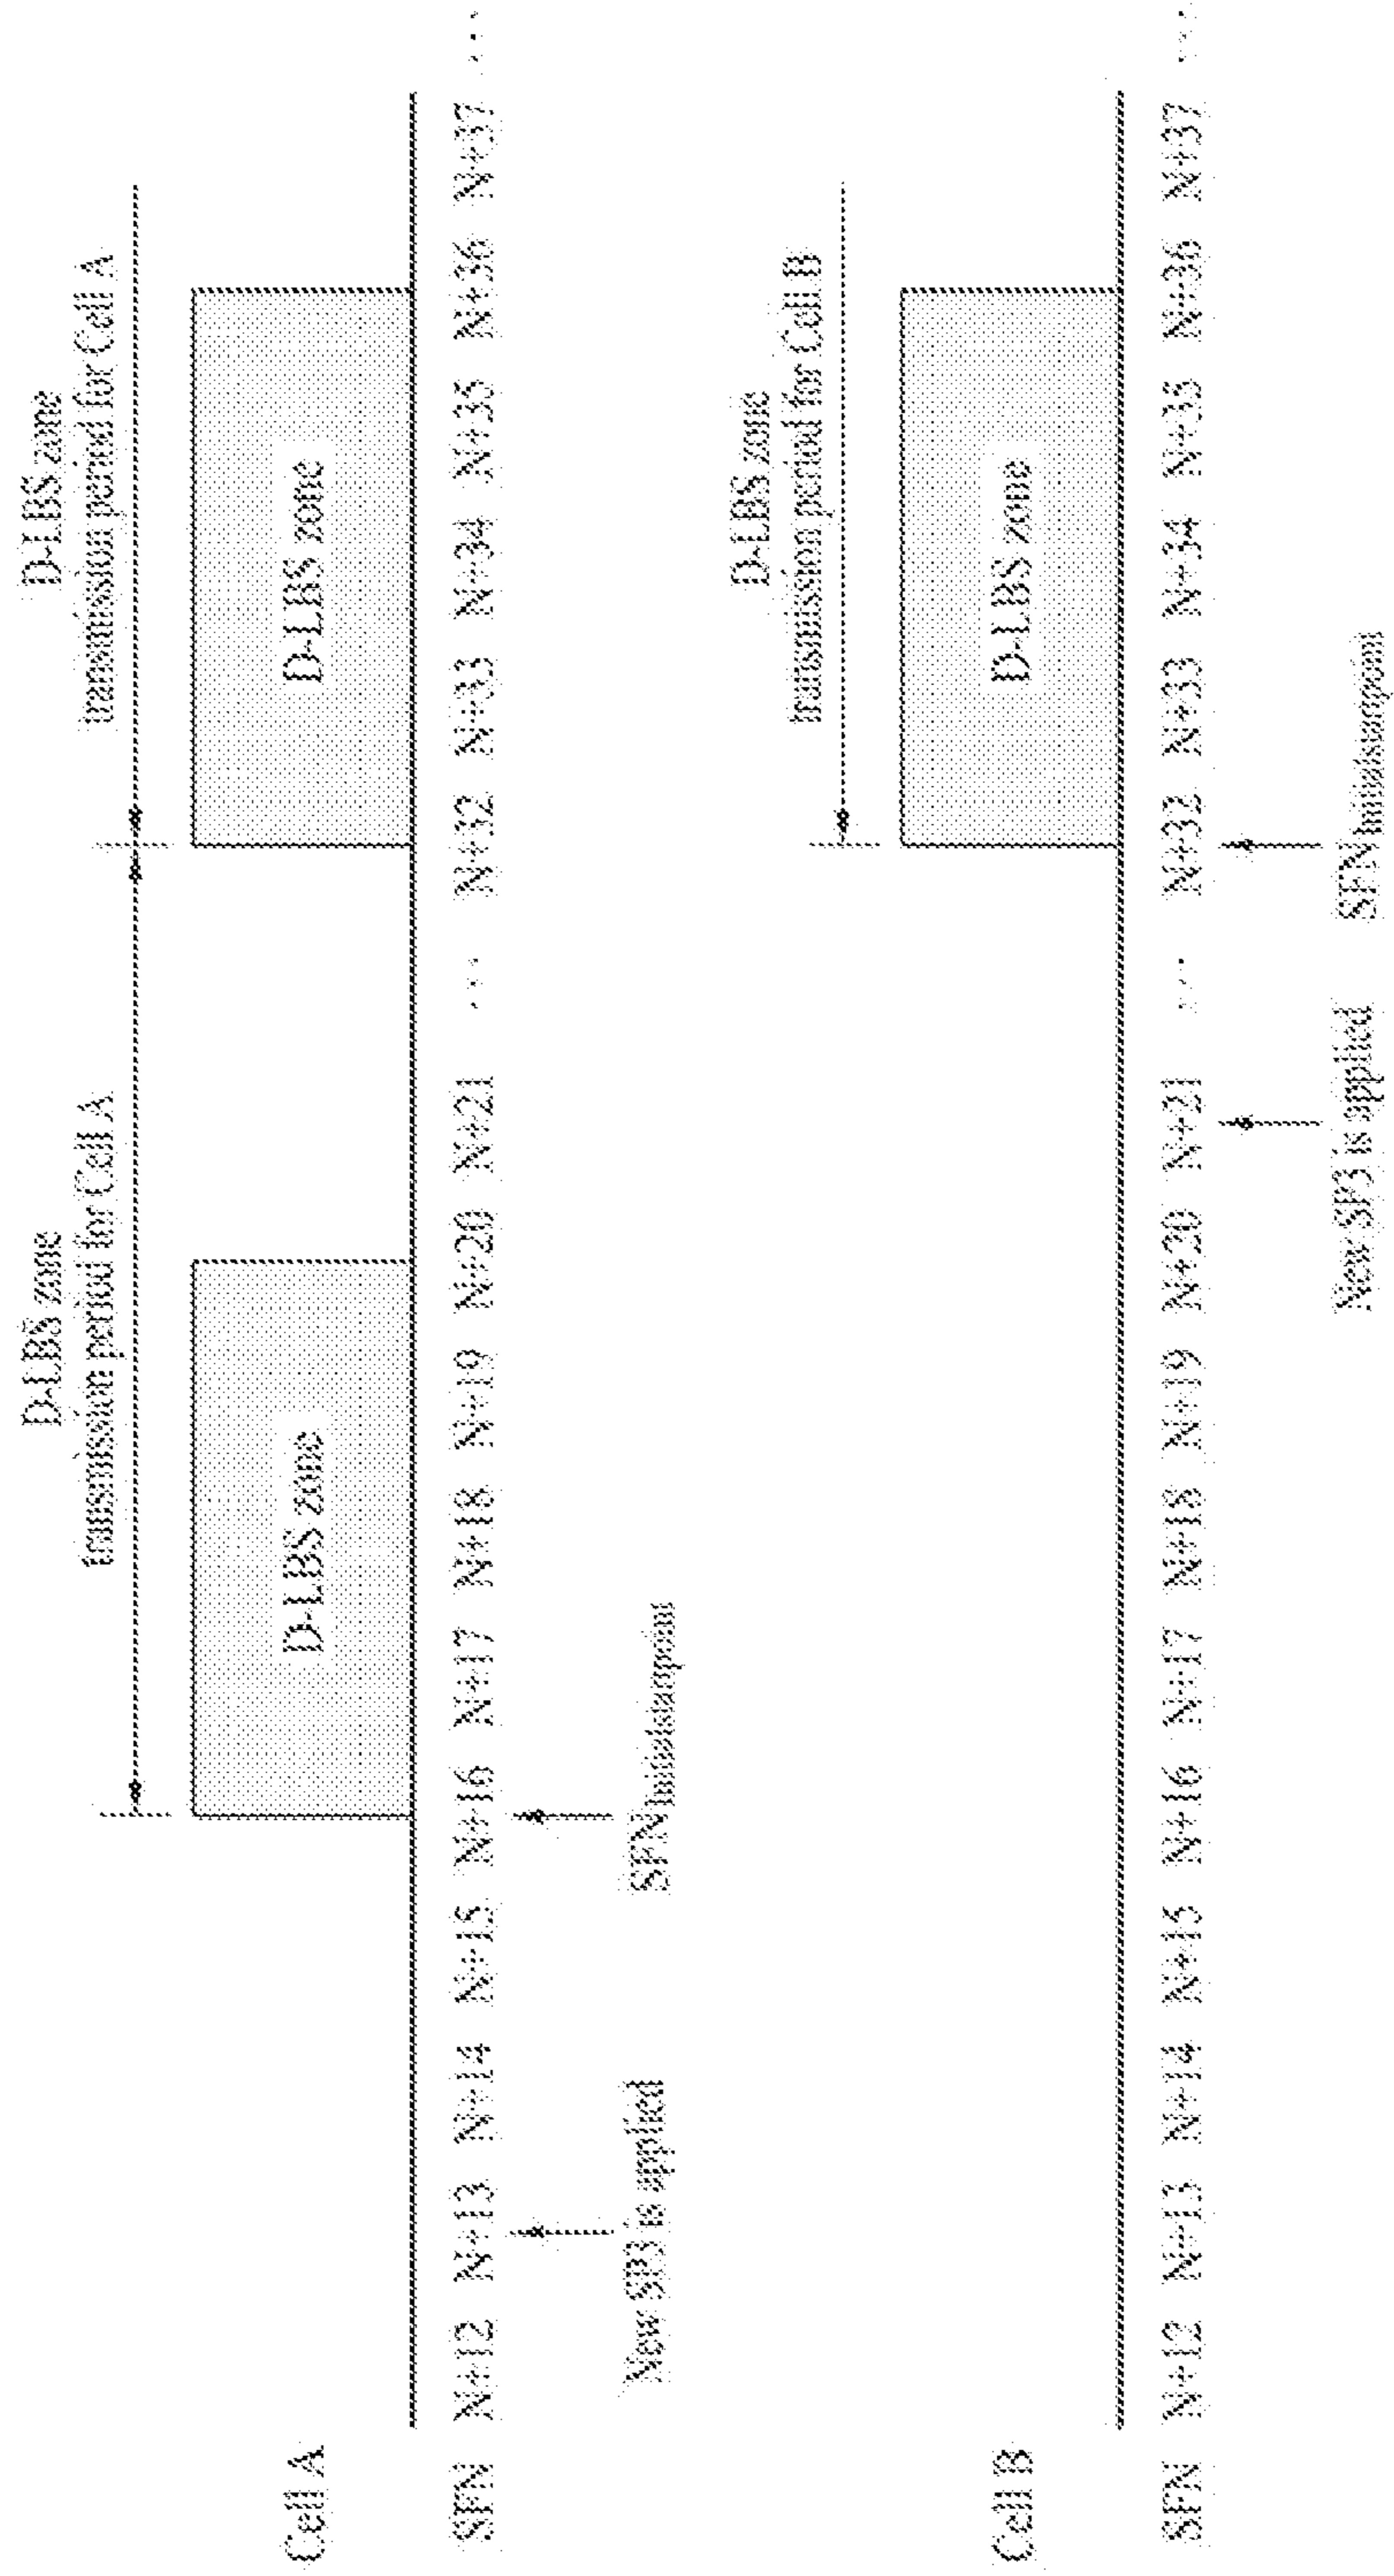 D-LBS zone
transmission period for Cell A
D-LBS zone
transmission period for Cell A
Cell A
D-LBS zone
D-LBS zone
SFN N+12 N+13 N+14 N+15 N+16 N+17 N+18 N+19 N+20 N+21 ... N+32 N+33 N+34 N+35 N+36 N+37 ...
New SP3 is applied
SFN initialstartpoint
D-LBS zone
transmission period for Cell B
Cell B
D-LBS zone
SFN N+12 N+13 N+14 N+15 N+16 N+17 N+18 N+19 N+20 N+21 ... N+32 N+33 N+34 N+35 N+36 N+37 ...
New SP3 is applied
SFN initialstartpoint